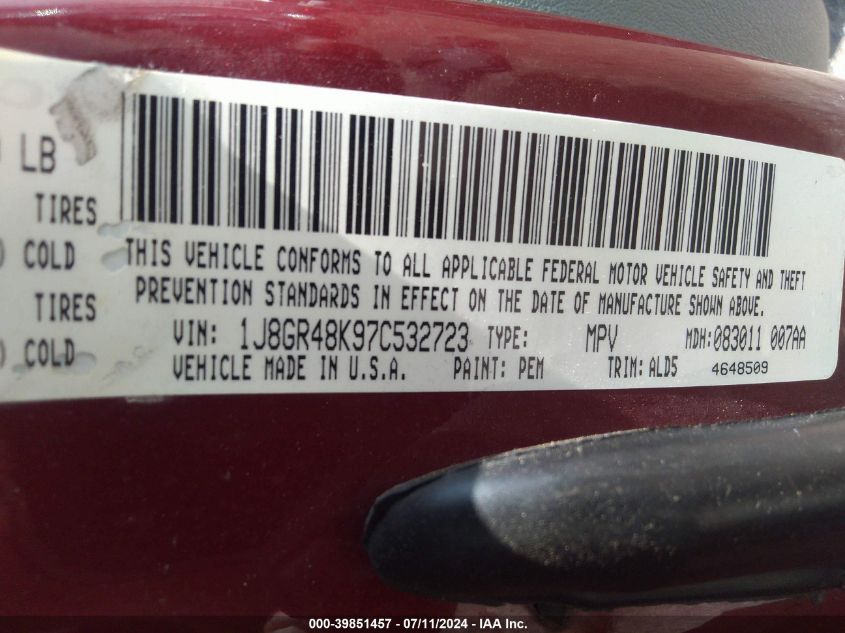 LB
TIRES
COLD
TIRES
COLD
THIS VEHICLE CONFORMS TO ALL APPLICABLE FEDERAL MOTOR VEHICLE SAFETY AND THEFT
PREVENTION STANDARDS IN EFFECT ON THE DATE OF MANUFACTURE SHOWN ABOVE.
VIN: 1J8GR48K97C532723 TYPE: MPV MDH:083011 007AA
VEHICLE MADE IN U.S.A. PAINT: PEM TRIM: ALD5 4648509
000-39851457 - 07/11/2024 - IAA Inc.